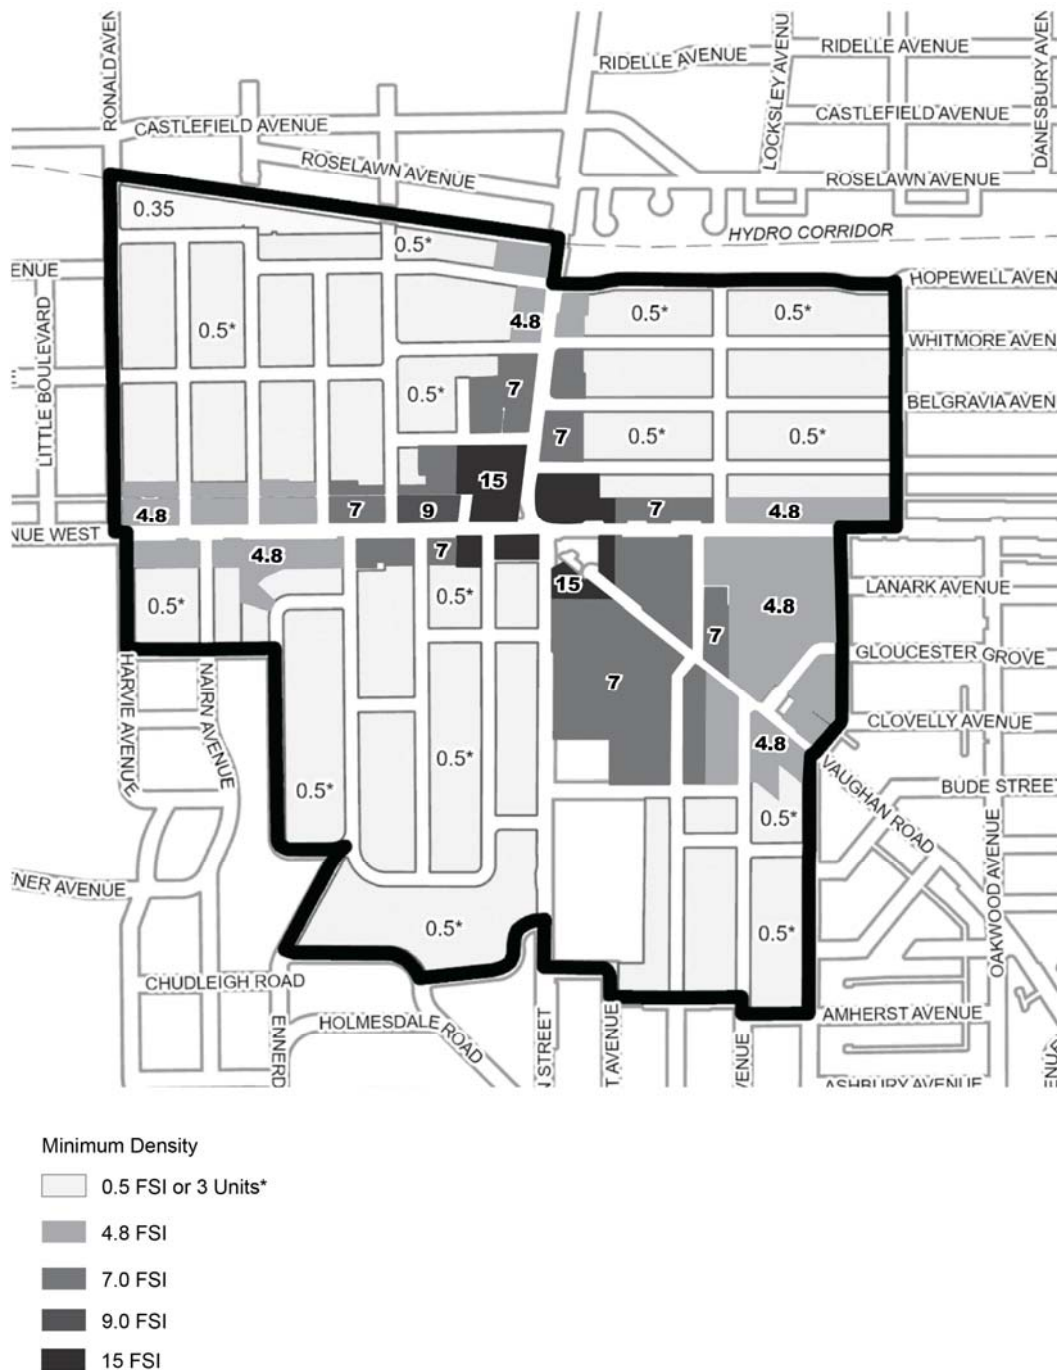 RONALD AVEN
CASTLEFIELD AVENUE
ROSELAWN AVENUE
RIDELLE AVENUE
LOCKSLEY AVENU
RIDELLE AVENUE
DANESBURY AVEN
CASTLEFIELD AVENUE
ROSELAWN AVENUE
HYDRO CORRIDOR
0.35
0.5*
ENUE
LITTLE BOULEVARD
0.5*
4.8
0.5*
0.5*
HOPEWELL AVEN
WHITMORE AVEN
BELGRAVIA AVEN
0.5*
7
7
0.5*
0.5*
15
4.8
7
9
7
4.8
NUE WEST
4.8
7
15
4.8
LANARK AVENUE
0.5*
0.5*
7
GLOUCESTER GROVE
HARVIE AVENUE
NAIRN AVENUE
7
CLOVELLY AVENUE
0.5*
4.8
VAUGHAN ROAD
0.5*
0.5*
BUDE STREET
NER AVENUE
0.5*
0.5*
OAKWOOD AVENUE
CHUDLEIGH ROAD
ENNERD
HOLMESDALE ROAD
N STREET
T AVENUE
VENUE
AMHERST AVENUE
ASHBURY AVENUE
ENU
Minimum Density
0.5 FSI or 3 Units*
4.8 FSI
7.0 FSI
9.0 FSI
15 FSI